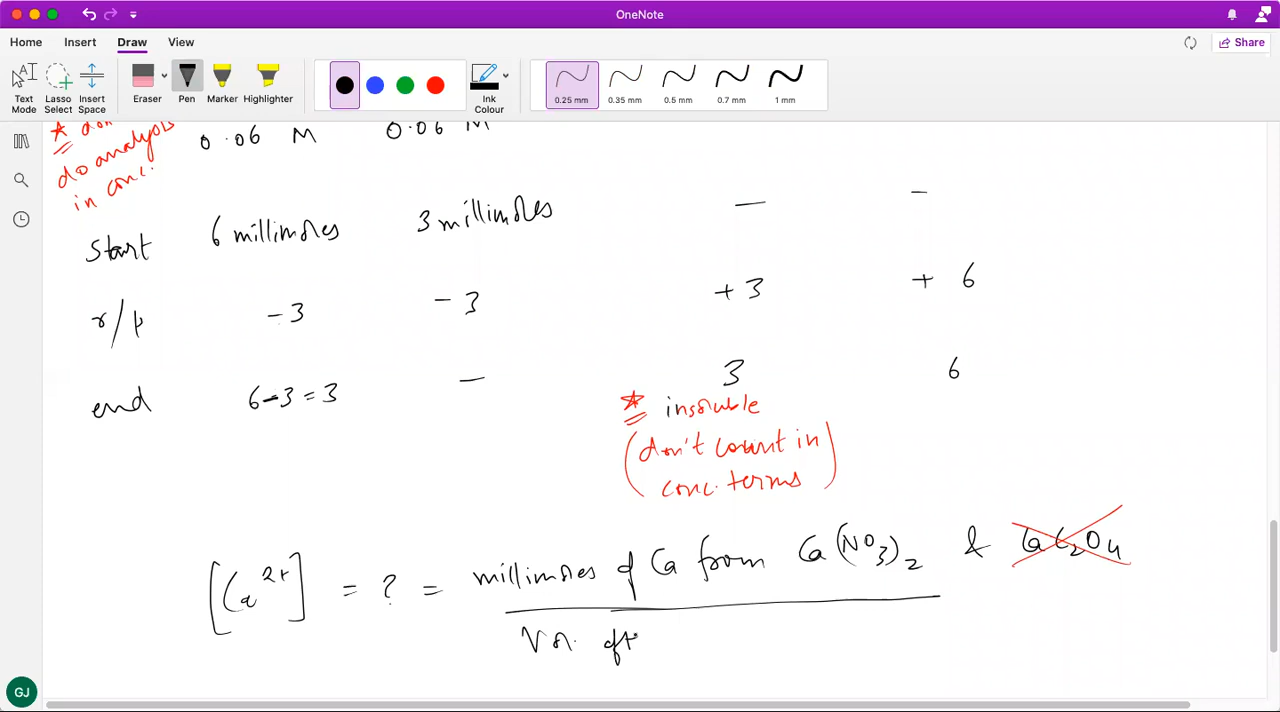 OneNote
Home Insert Draw View
Share
Text Mode
Lasso Select
Insert Space
Eraser
Pen
Marker
Highlighter
0.25 mm
0.35 mm
0.5 mm
0.7 mm
1 mm
Ink Colour
* don
do analysis
in conc.
0.06 M 0.06 M
Start 6 millimoles 3 millimoles — —
r/p -3 -3 +3 +6
end 6-3=3 — 3 6
* insoluble
(don't count in
conc. terms)
[Ca2+] = ? = millimoles of Ca from Ca(NO3)2 & CaC2O4
Vol. aft
GJ